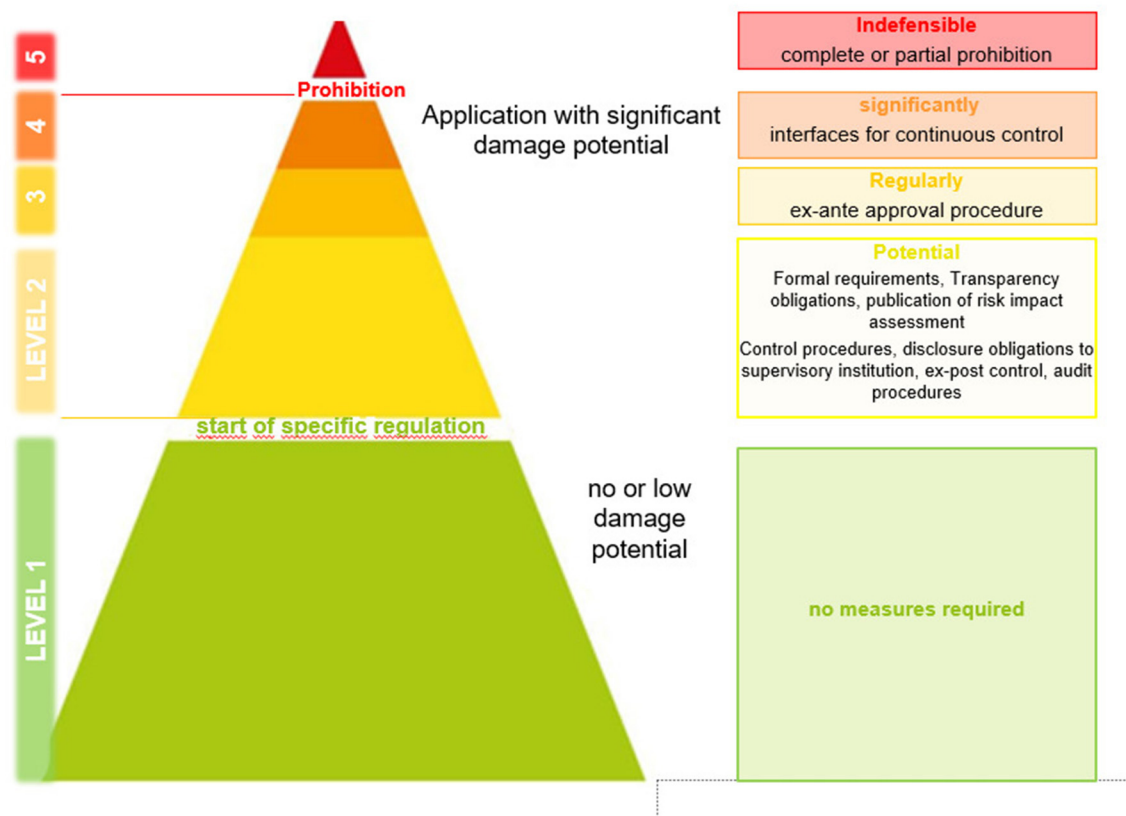 5
Indefensible
complete or partial prohibition
Prohibition
4
Application with significant
damage potential
significantly
interfaces for continuous control
3
Regularly
ex-ante approval procedure
LEVEL 2
Potential
Formal requirements, Transparency
obligations, publication of risk impact
assessment
Control procedures, disclosure obligations to
supervisory institution, ex-post control, audit
procedures
start of specific regulation
LEVEL 1
no or low
damage
potential
no measures required